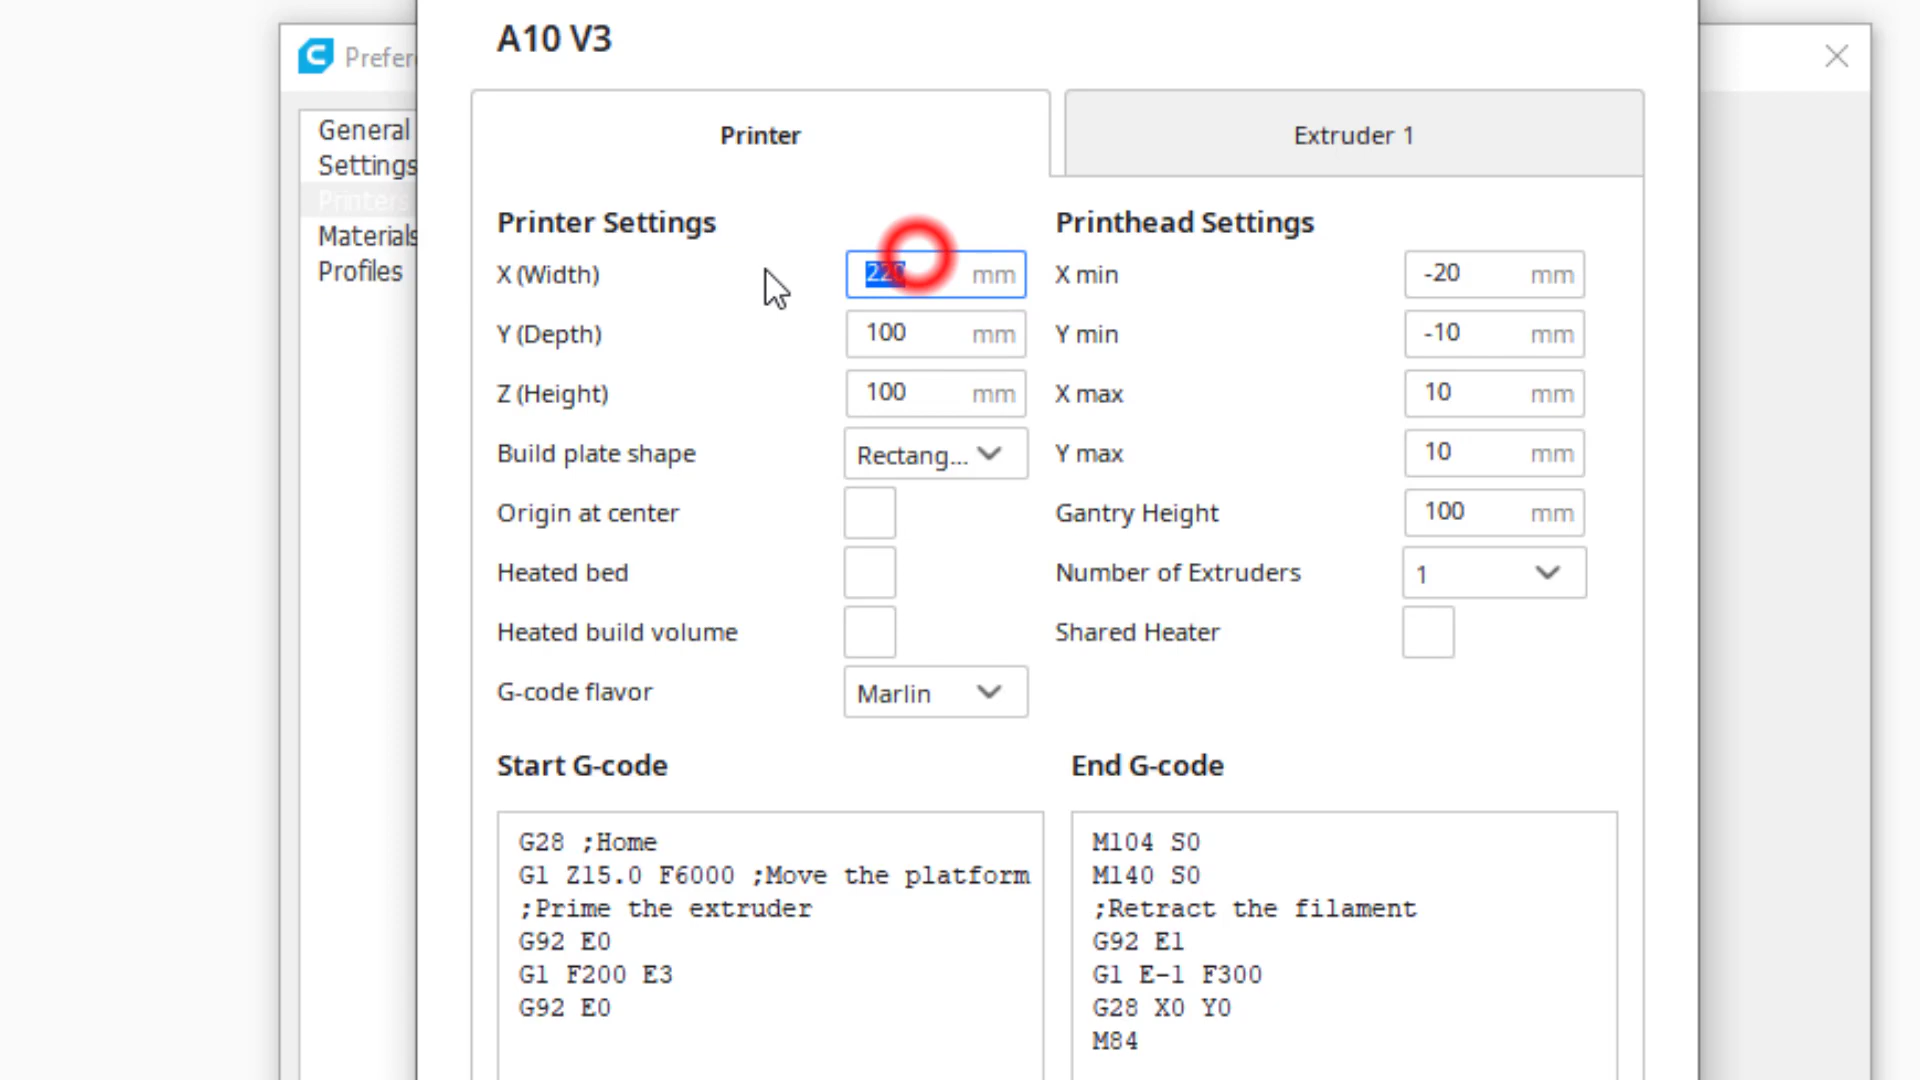 A10 V3
Prefer
General
Settings
Printers
Materials
Profiles
Printer
Extruder 1
Printer Settings
X (Width)
mm
Y (Depth)
100 mm
Z (Height)
100 mm
Build plate shape
Rectang...
Origin at center
Heated bed
Heated build volume
G-code flavor
Marlin
Printhead Settings
X min
-20 mm
Y min
-10 mm
X max
10 mm
Y max
10 mm
Gantry Height
100 mm
Number of Extruders
1
Shared Heater
Start G-code
G28 ;Home
G1 Z15.0 F6000 ;Move the platform
;Prime the extruder
G92 E0
G1 F200 E3
G92 E0
End G-code
M104 S0
M140 S0
;Retract the filament
G92 E1
G1 E-1 F300
G28 X0 Y0
M84